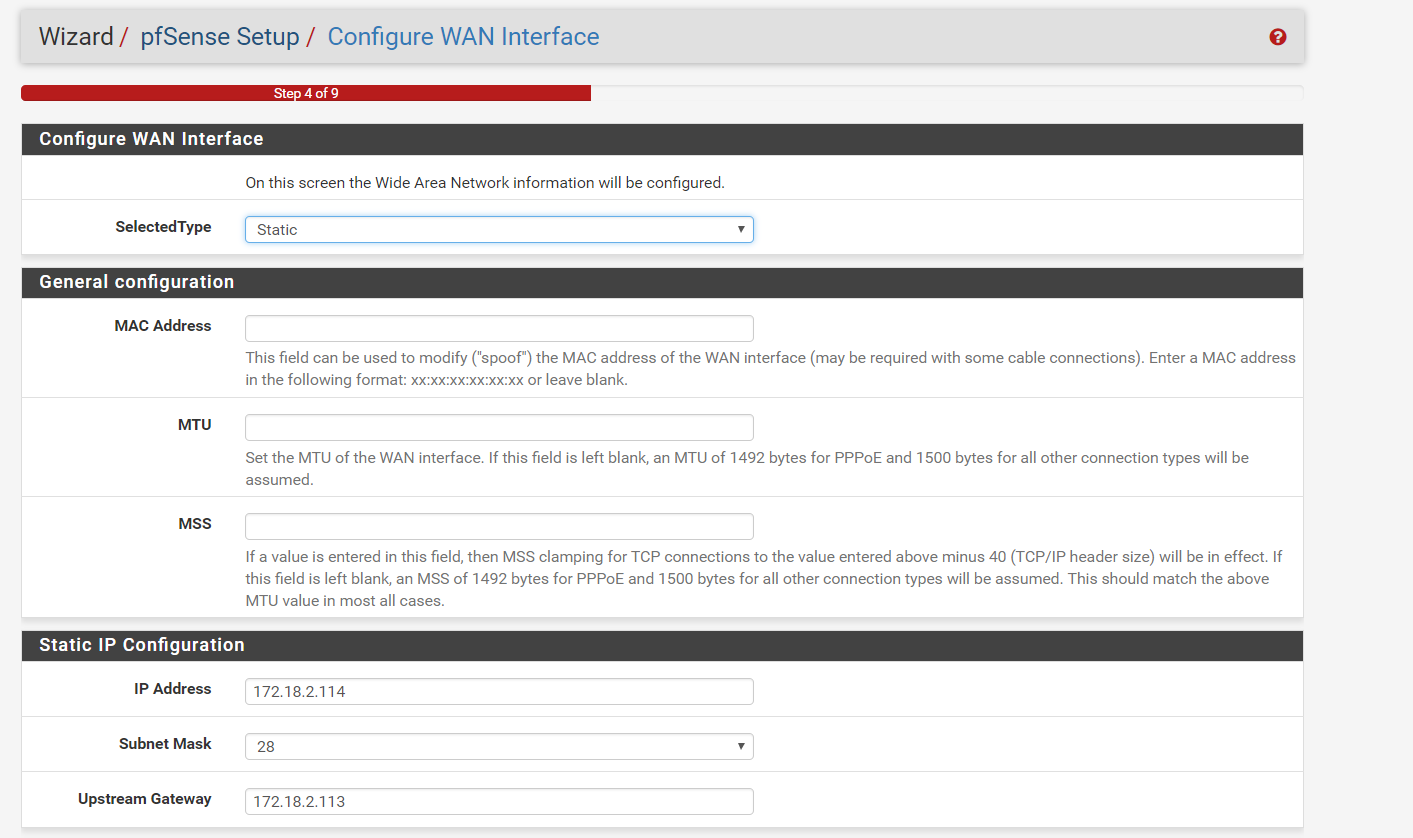 Wizard / pfSense Setup / Configure WAN Interface
Step 4 of 9
Configure WAN Interface
On this screen the Wide Area Network information will be configured.
SelectedType
Static
General configuration
MAC Address
This field can be used to modify ("spoof") the MAC address of the WAN interface (may be required with some cable connections). Enter a MAC address
in the following format: xx:xx:xx:xx:xx:xx or leave blank.
MTU
Set the MTU of the WAN interface. If this field is left blank, an MTU of 1492 bytes for PPPoE and 1500 bytes for all other connection types will be
assumed.
MSS
If a value is entered in this field, then MSS clamping for TCP connections to the value entered above minus 40 (TCP/IP header size) will be in effect. If
this field is left blank, an MSS of 1492 bytes for PPPoE and 1500 bytes for all other connection types will be assumed. This should match the above
MTU value in most all cases.
Static IP Configuration
IP Address
172.18.2.114
Subnet Mask
28
Upstream Gateway
172.18.2.113